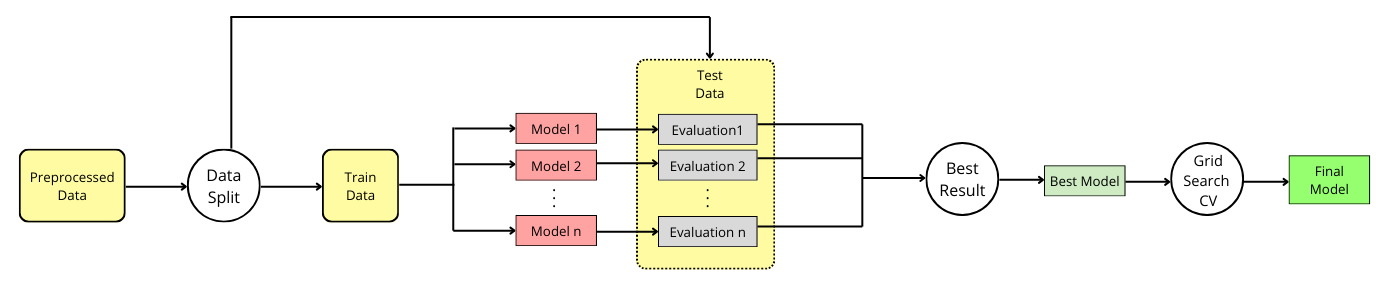 Test
Data
Model 1
Evaluation1
Preprocessed
Data
Data
Split
Train
Data
Model 2
Evaluation 2
Model n
Evaluation n
Best
Result
Best Model
Grid
Search
CV
Final
Model